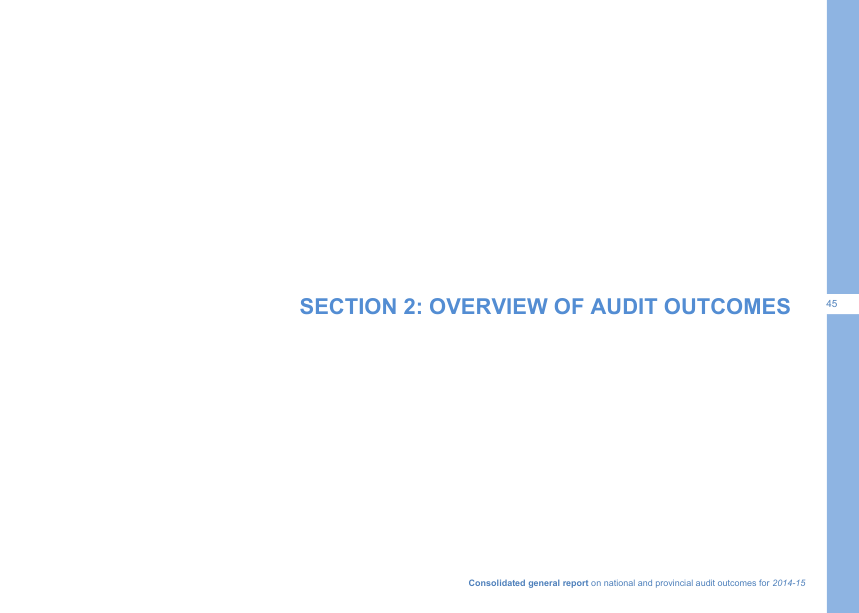 SECTION 2: OVERVIEW OF AUDIT OUTCOMES
45
Consolidated general report on national and provincial audit outcomes for 2014-15